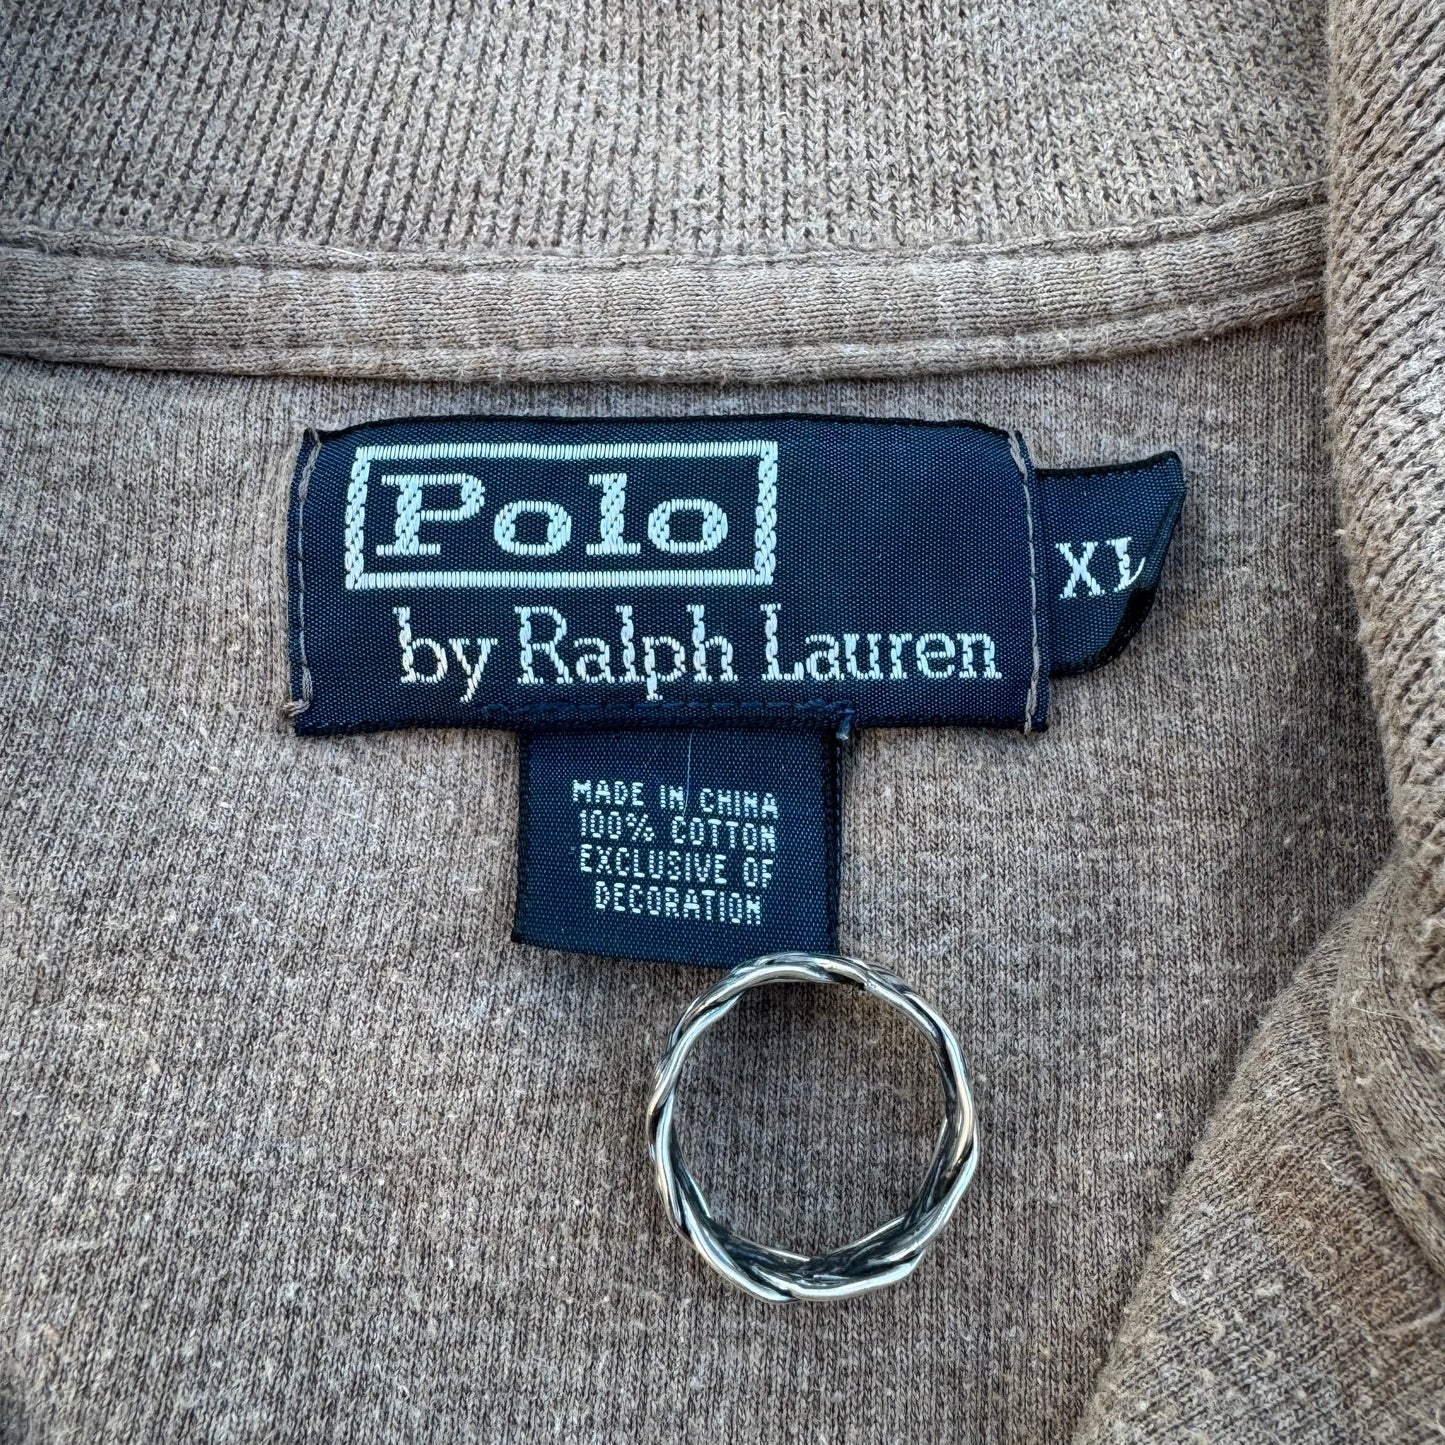 Polo
by Ralph Lauren
XL
MADE IN CHINA
100% COTTON
EXCLUSIVE OF
DECORATION